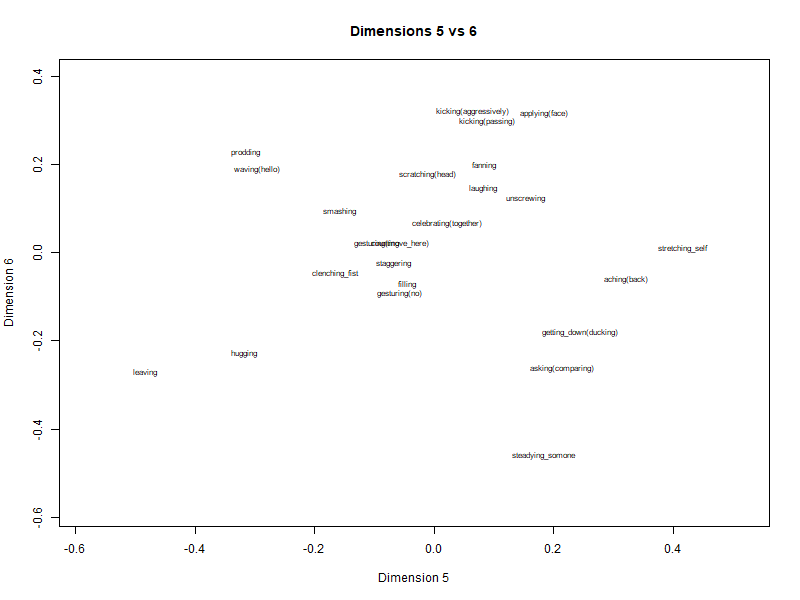 Dimensions 5 vs 6
0.4
kicking(aggressively)
applying(face)
kicking(passing)
prodding
0.2
waving(hello)
fanning
scratching(head)
laughing
unscrewing
smashing
celebrating(together)
gesturing(move_here)
stretching_self
0.0
staggering
clenching_fist
aching(back)
filling
gesturing(no)
getting_down(ducking)
-0.2
hugging
asking(comparing)
leaving
-0.4
steadying_somone
-0.6
Dimension 6
-0.6 -0.4 -0.2 0.0 0.2 0.4
Dimension 5